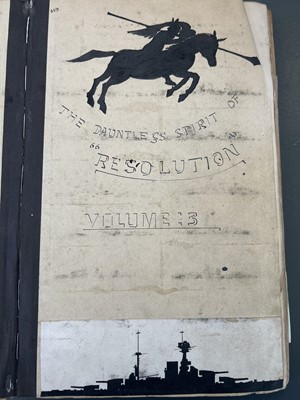 THE DAUNTLESS SPIRIT OF
"RESOLUTION
VOLUME:3